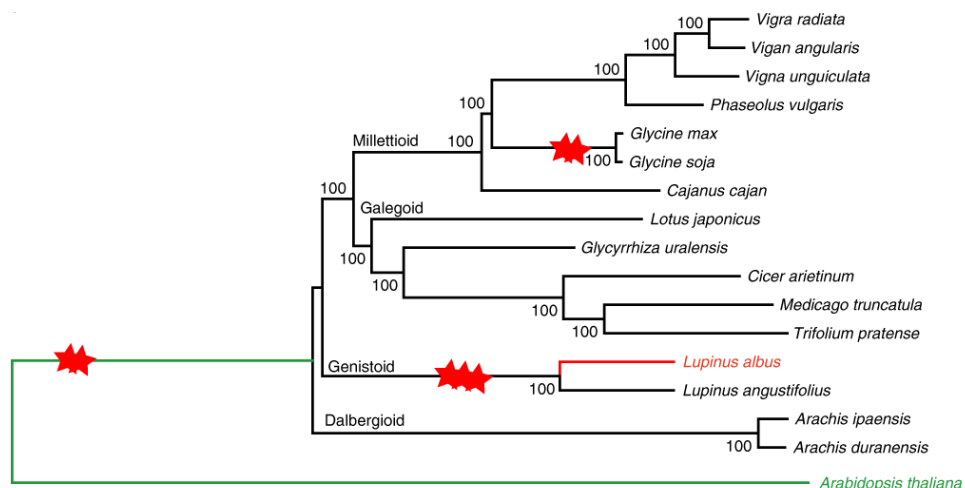 Vigra radiata
100
Vigan angularis
100
Vigna unguiculata
100
Phaseolus vulgaris
100
Glycine max
Millettioid
100
100
Glycine soja
Cajanus cajan
100
Galegoid
Lotus japonicus
100
Glycyrrhiza uralensis
100
Cicer arietinum
100
Medicago truncatula
100
Trifolium pratense
Genistoid
Lupinus albus
100
Lupinus angustifolius
Dalbergioid
Arachis ipaensis
100
Arachis duranensis
Arabidopsis thaliana